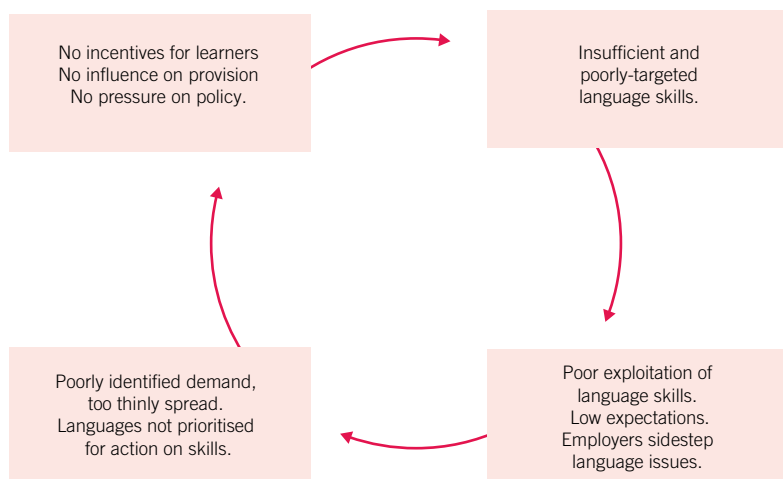 No incentives for learners
No influence on provision
No pressure on policy.
Insufficient and
poorly-targeted
language skills.
Poorly identified demand,
too thinly spread.
Languages not prioritised
for action on skills.
Poor exploitation of
language skills.
Low expectations.
Employers sidestep
language issues.